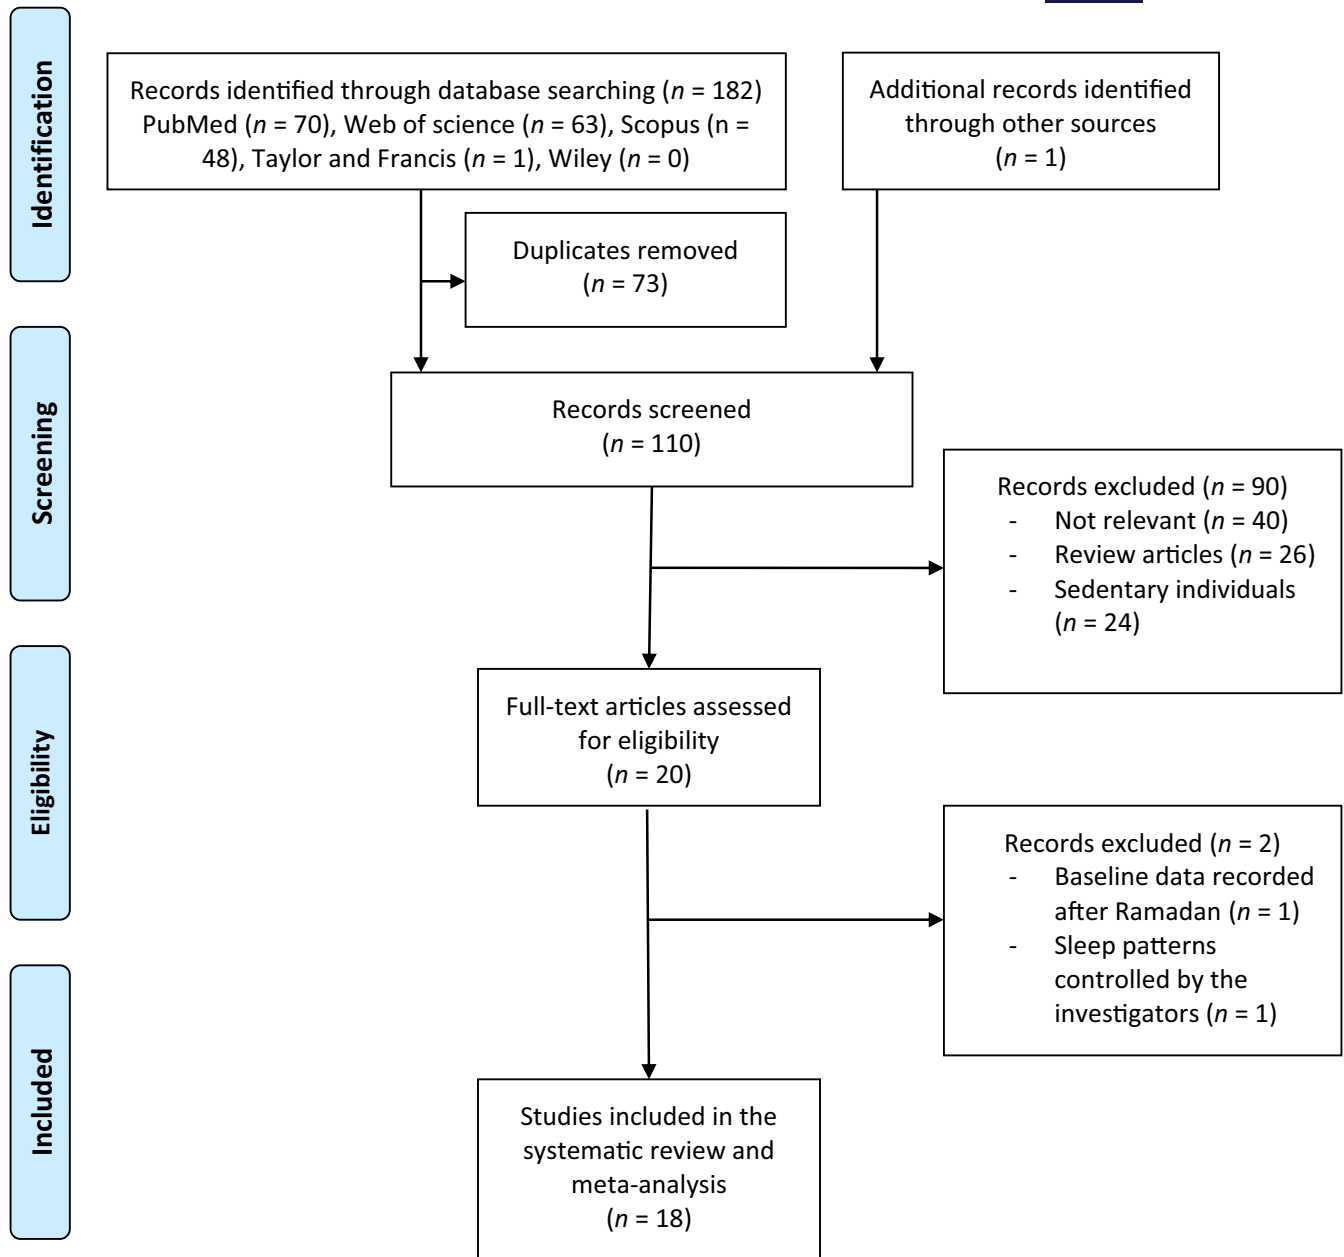 Identification
Records identified through database searching (n = 182)
PubMed (n = 70), Web of science (n = 63), Scopus (n =
48), Taylor and Francis (n = 1), Wiley (n = 0)
Additional records identified
through other sources
(n = 1)
Duplicates removed
(n = 73)
Screening
Records screened
(n = 110)
Records excluded (n = 90)
- Not relevant (n = 40)
- Review articles (n = 26)
- Sedentary individuals
(n = 24)
Eligibility
Full-text articles assessed
for eligibility
(n = 20)
Records excluded (n = 2)
- Baseline data recorded
after Ramadan (n = 1)
- Sleep patterns
controlled by the
investigators (n = 1)
Included
Studies included in the
systematic review and
meta-analysis
(n = 18)